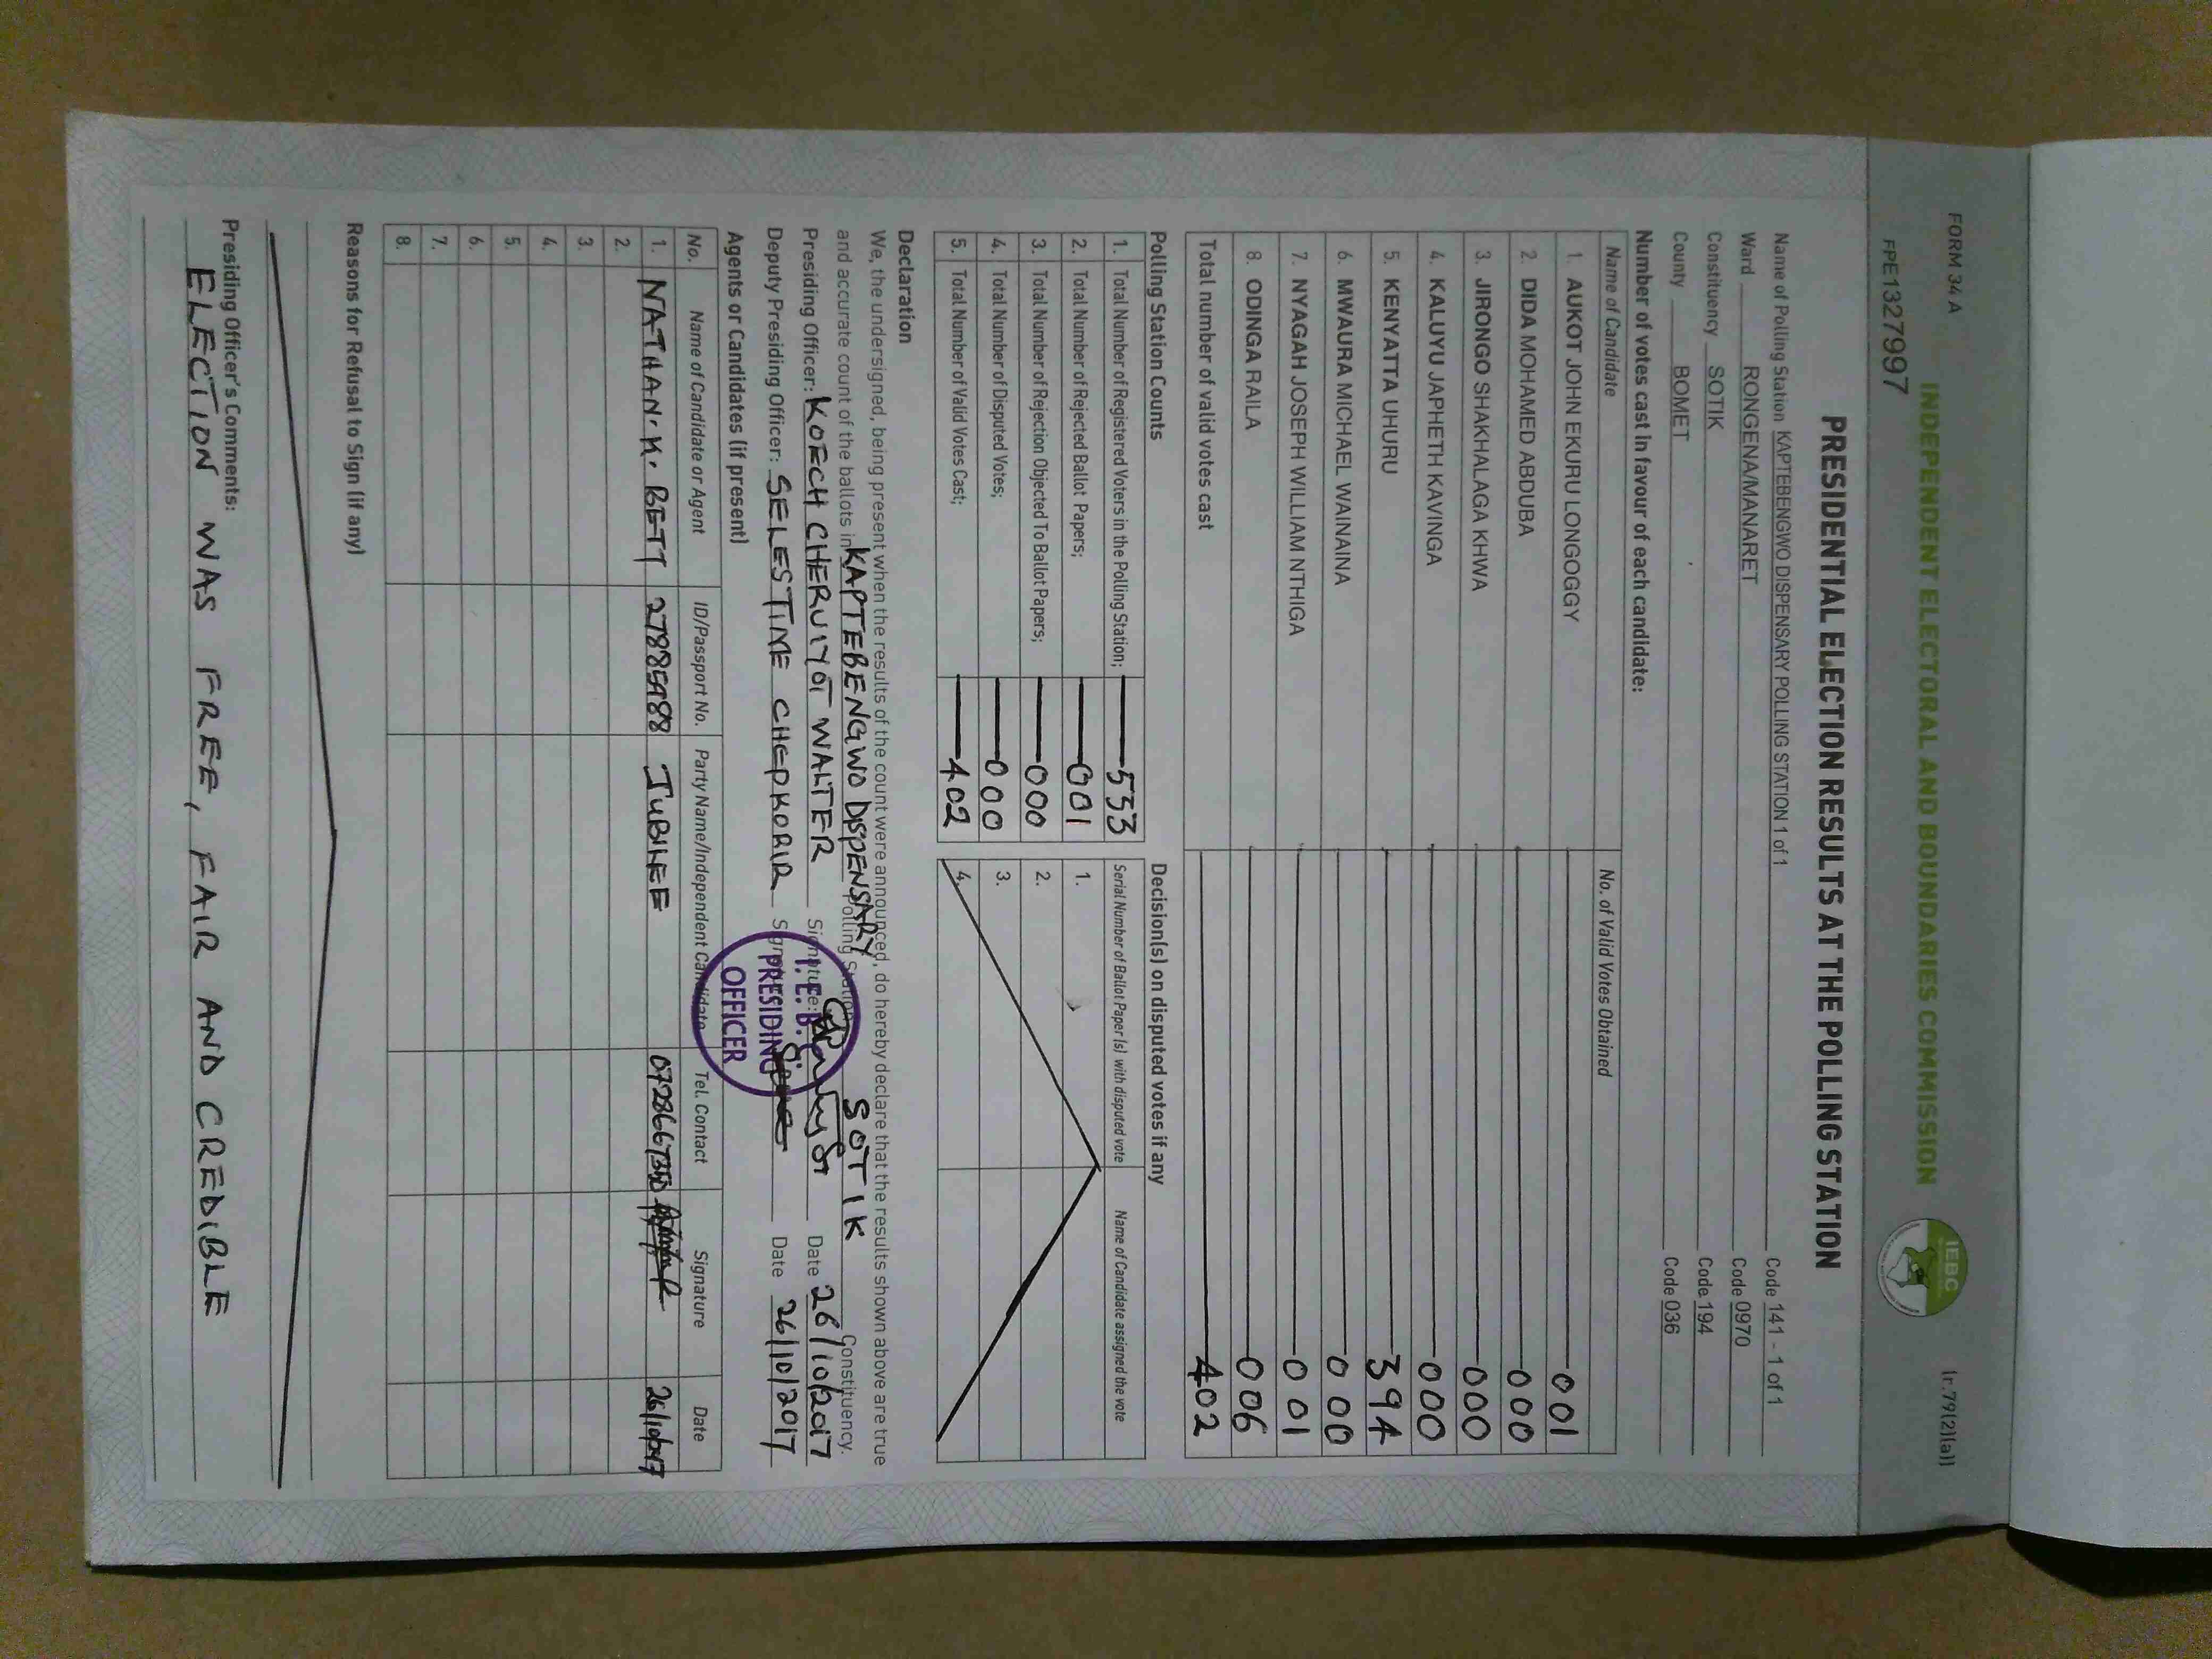 FORM 34 A
(r.79(2)(a))
INDEPENDENT ELECTORAL AND BOUNDARIES COMMISSION
IEBC
FPE1327997
PRESIDENTIAL ELECTION RESULTS AT THE POLLING STATION
Name of Polling Station KAPTEBENGWO DISPENSARY POLLING STATION 1 of 1 Code 141 - 1 of 1
Ward RONGENA/MANARET Code 0970
Constituency SOTIK Code 194
County BOMET Code 036
Number of votes cast in favour of each candidate:
Name of Candidate No. of Valid Votes Obtained
1. AUKOT JOHN EKURU LONGOGGY 001
2. DIDA MOHAMED ABDUBA 000
3. JIRONGO SHAKHALAGA KHWA 000
4. KALUYU JAPHETH KAVINGA 000
5. KENYATTA UHURU 394
6. MWAURA MICHAEL WAINAINA 000
7. NYAGAH JOSEPH WILLIAM NTHIGA 001
8. ODINGA RAILA 006
Total number of valid votes cast 402
Polling Station Counts
1. Total Number of Registered Voters in the Polling Station; 533
2. Total Number of Rejected Ballot Papers; 001
3. Total Number of Rejection Objected To Ballot Papers; 000
4. Total Number of Disputed Votes; 000
5. Total Number of Valid Votes Cast; 402
Decision(s) on disputed votes if any
Serial Number of Ballot Paper (s) with disputed vote Name of Candidate assigned the vote
1.
2.
3.
4.
Declaration
We, the undersigned, being present when the results of the count were announced, do hereby declare that the results shown above are true
and accurate count of the ballots in KAPTEBENGWO DISPENSARY Polling Station SOTIK Constituency.
Presiding Officer: KOECH CHERUIYOT WALTER Signature: Date 26/10/2017
Deputy Presiding Officer: SELESTINE CHEPKORIR Signature: Date 26/10/2017
I.E.B.C.
PRESIDING
OFFICER
Agents or Candidates (if present)
No. Name of Candidate or Agent ID/Passport No. Party Name/Independent Candidate Tel. Contact Signature Date
1. NATHAN. K. BETT 27885988 JUBILEE 26/10/2017
2.
3.
4.
5.
6.
7.
8.
Reasons for Refusal to Sign (if any)
Presiding Officer's Comments:
ELECTION WAS FREE, FAIR AND CREDIBLE